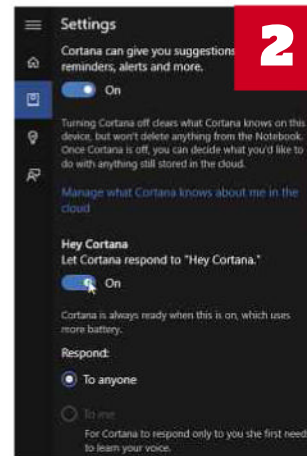 Settings
2
Cortana can give you suggestions
reminders, alerts and more.
On
Turning Cortana off clears what Cortana knows on this
device, but won't delete anything from the Notebook.
Once Cortana is off, you can decide what you'd like to
do with anything still stored in the cloud.
Manage what Cortana knows about me in the
cloud
Hey Cortana
Let Cortana respond to "Hey Cortana."
On
Cortana is always ready when this is on, which uses
more battery.
Respond:
To anyone
To me
For Cortana to respond only to you she first need
to learn your voice.